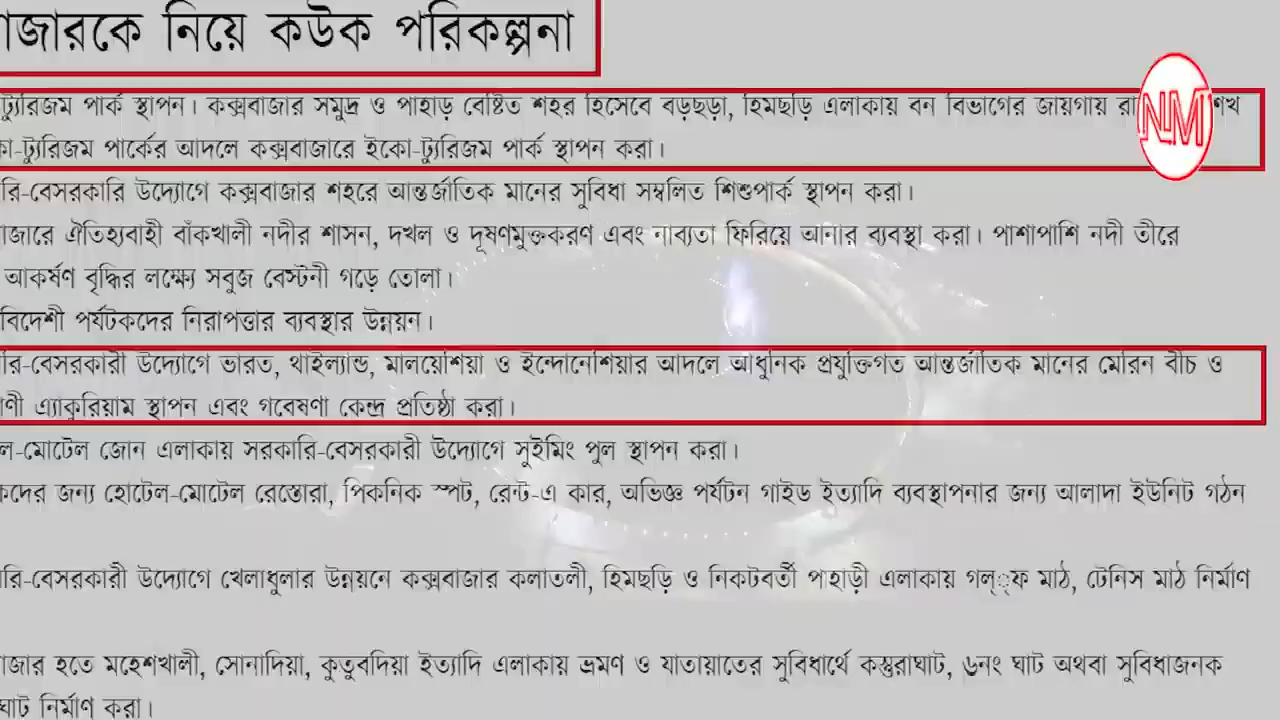 াজারকে নিয়ে কউক পরিকল্পনা
ট্যুরিজম পার্ক স্থাপন। কক্সবাজার সমুদ্র ও পাহাড় বেষ্টিত শহর হিসেবে বড়ছড়া, হিমছড়ি এলাকায় বন বিভাগের জায়গায়
NM
কো-ট্যুরিজম পার্কের আদলে কক্সবাজারে ইকো-ট্যুরিজম পার্ক স্থাপন করা।
রি-বেসরকারি উদ্যোগে কক্সবাজার শহরে আন্তর্জাতিক মানের সুবিধা সম্বলিত শিশুপার্ক স্থাপন করা।
াজারে ঐতিহ্যবাহী বাঁকখালী নদীর শাসন, দখল ও দূষণমুক্তকরণ এবং নাব্যতা ফিরিয়ে আনার ব্যবস্থা করা। পাশাপাশি নদী তীরে
আকর্ষণ বৃদ্ধির লক্ষ্যে সবুজ বেস্টনী গড়ে তোলা।
বিদেশী পর্যটকদের নিরাপত্তার ব্যবস্থার উন্নয়ন।
রি-বেসরকারী উদ্যোগে ভারত, থাইল্যান্ড, মালয়েশিয়া ও ইন্দোনেশিয়ার আদলে আধুনিক প্রযুক্তিগত আন্তর্জাতিক মানের মেরিন বীচ ও
ণী এ্যাকুরিয়াম স্থাপন এবং গবেষণা কেন্দ্র প্রতিষ্ঠা করা।
ল-মোটেল জোন এলাকায় সরকারি-বেসরকারী উদ্যোগে সুইমিং পুল স্থাপন করা।
কদের জন্য হোটেল-মোটেল রেস্তোরা, পিকনিক স্পট, রেন্ট-এ কার, অভিজ্ঞ পর্যটন গাইড ইত্যাদি ব্যবস্থাপনার জন্য আলাদা ইউনিট গঠন
রি-বেসরকারী উদ্যোগে খেলাধুলার উন্নয়নে কক্সবাজার কলাতলী, হিমছড়ি ও নিকটবর্তী পাহাড়ী এলাকায় গল্‌্ফ মাঠ, টেনিস মাঠ নির্মাণ
াজার হতে মহেশখালী, সোনাদিয়া, কুতুবদিয়া ইত্যাদি এলাকায় ভ্রমণ ও যাতায়াতের সুবিধার্থে কস্তুরাঘাট, ৬নং ঘাট অথবা সুবিধাজনক
ঘাট নির্মাণ করা।